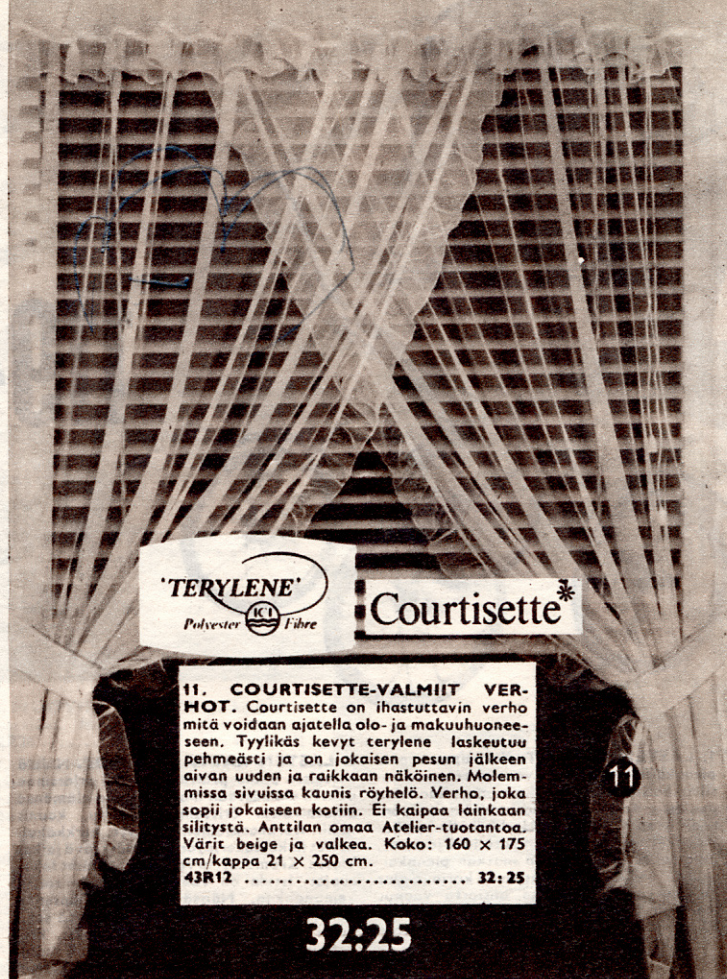 'TERYLENE'
Polyester ICI Fibre
Courtisette*
11. COURTISETTE-VALMIIT VER-
HOT. Courtisette on ihastuttavin verho
mitä voidaan ajatella olo- ja makuuhonee-
seen. Tyylikäs kevyt terylene laskeutuu
pehmeästi ja on jokaisen pesun jälkeen
aivan uuden ja raikkaan näköinen. Molem-
missa sivuissa kaunis röyhelö. Verho, joka
sopii jokaiseen kotiin. Ei kaipaa lainkaan
silitystä. Anttilan omaa Atelier-tuotantoa.
Värit beige ja valkea. Koko: 160 × 175
cm/kappa 21 × 250 cm.
43R12 ........................ 32:25
11
32:25